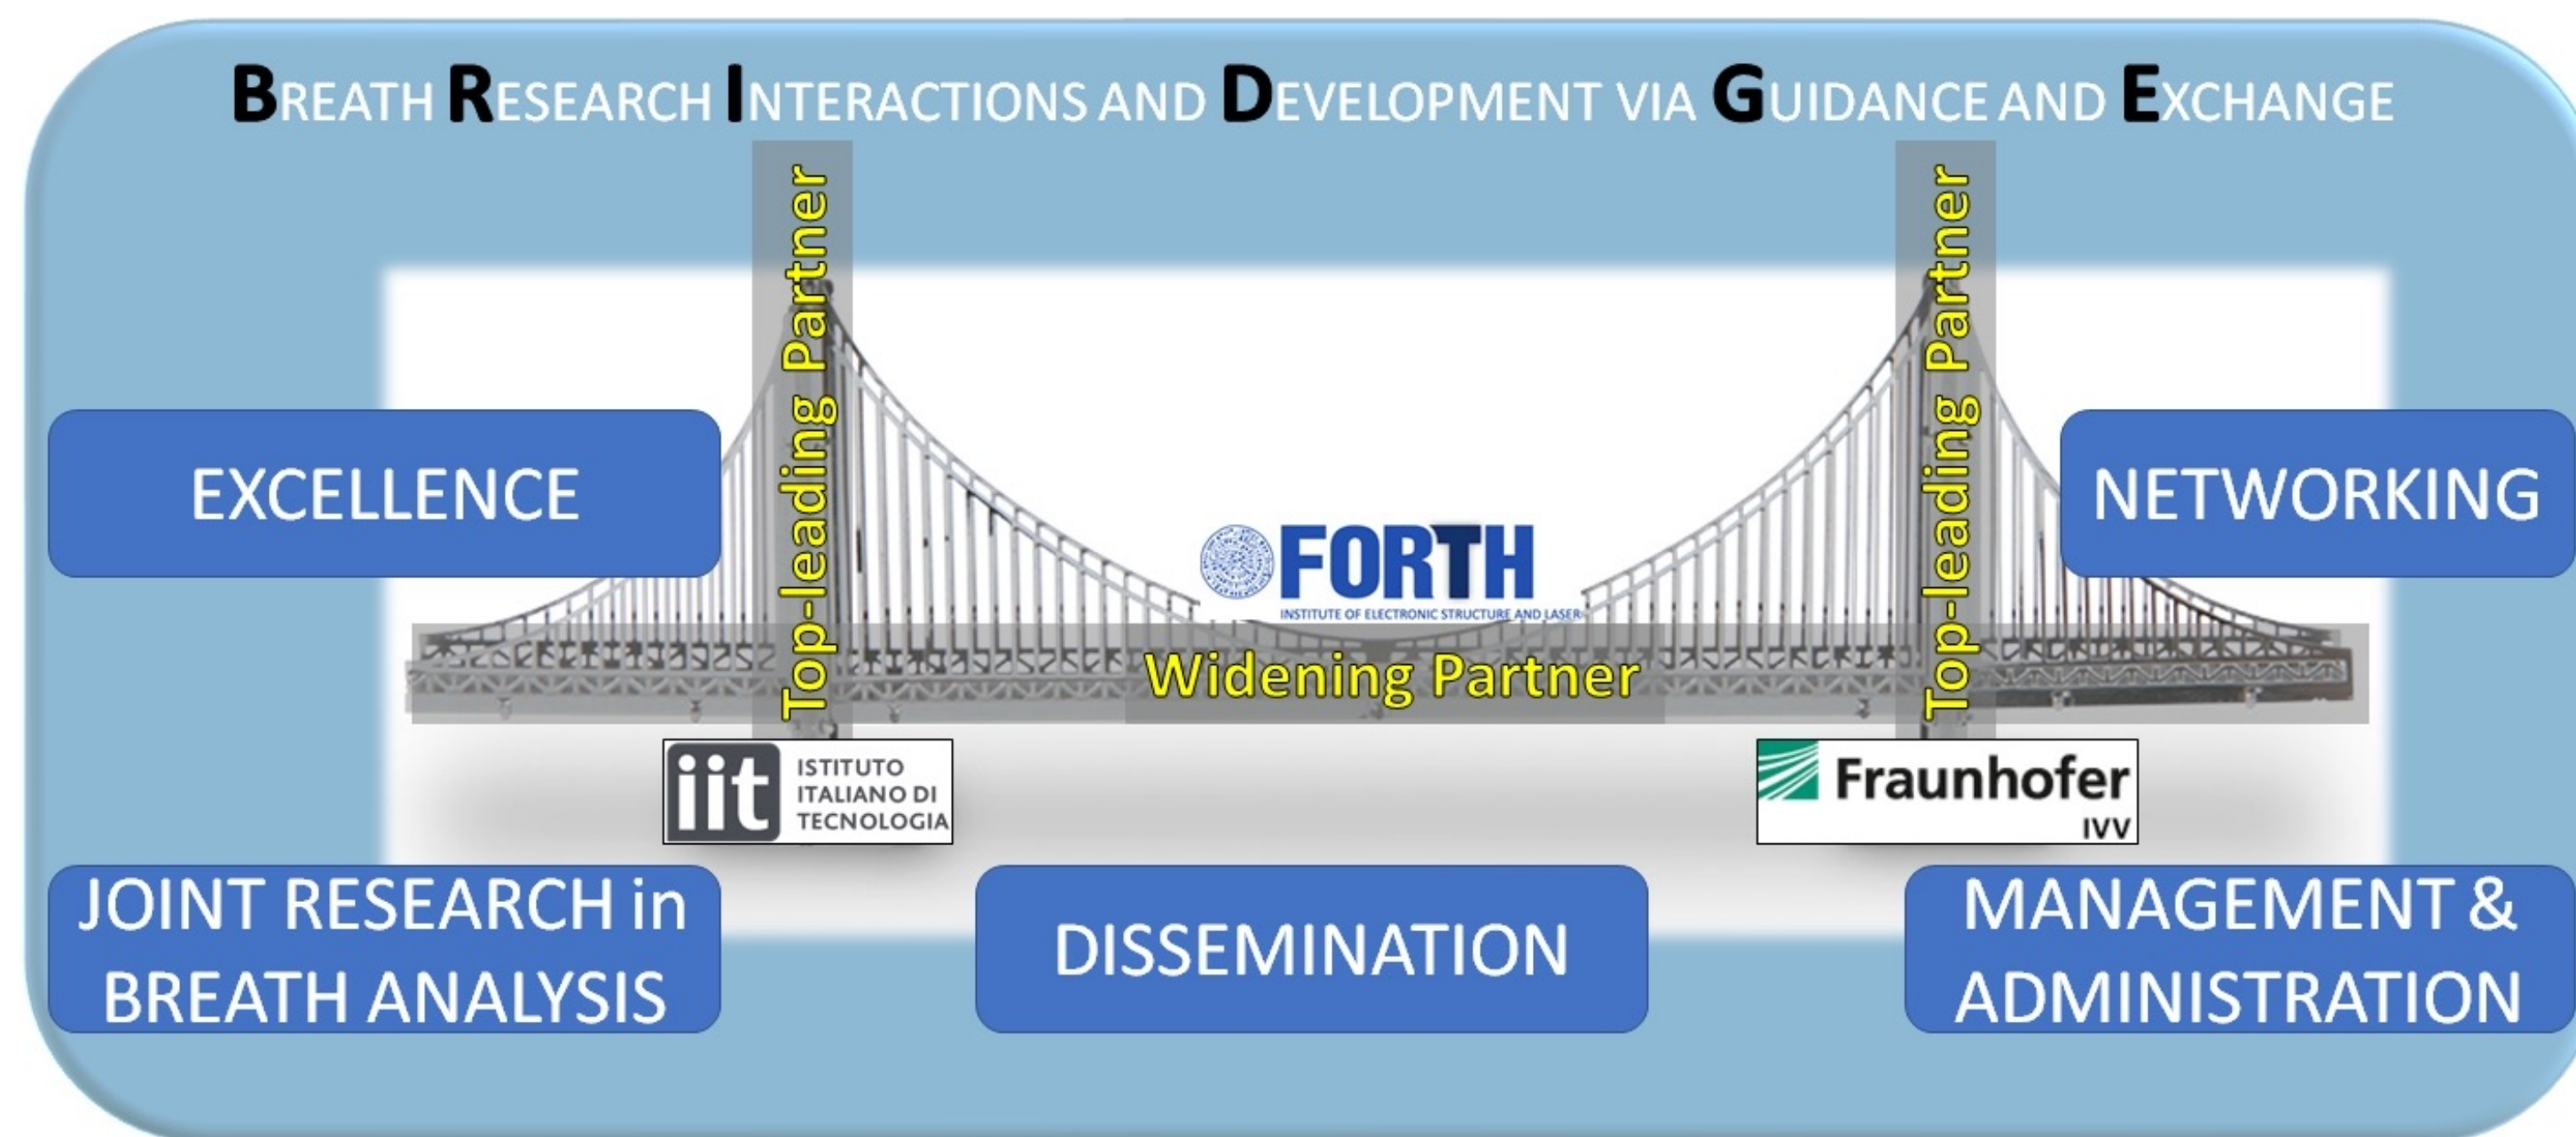 BREATH RESEARCH INTERACTIONS AND DEVELOPMENT VIA GUIDANCE AND EXCHANGE
Top-leading Partner
Top-leading Partner
EXCELLENCE
NETWORKING
FORTH
INSTITUTE OF ELECTRONIC STRUCTURE AND LASER
Widening Partner
iit
ISTITUTO
ITALIANO DI
TECNOLOGIA
Fraunhofer
IVV
JOINT RESEARCH in
BREATH ANALYSIS
DISSEMINATION
MANAGEMENT &
ADMINISTRATION